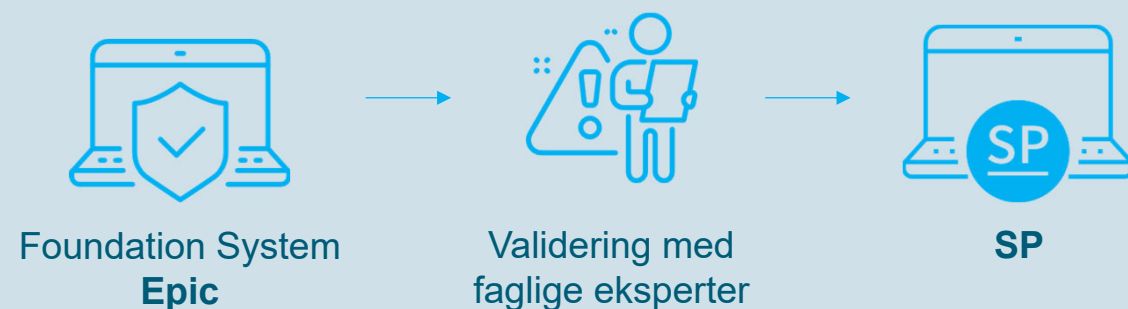 SP
Foundation System
Epic
Validering med
faglige eksperter
SP